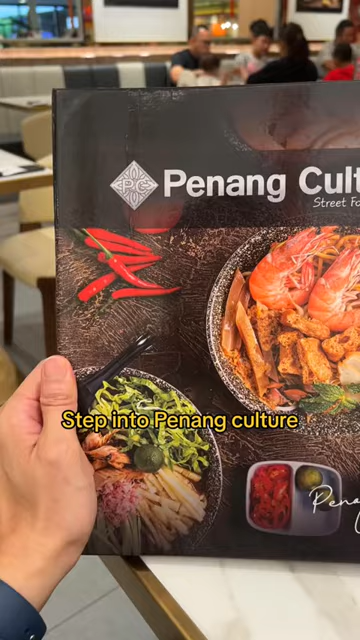 PC
Penang Cult
Street Fo
Step into Penang culture
Pena